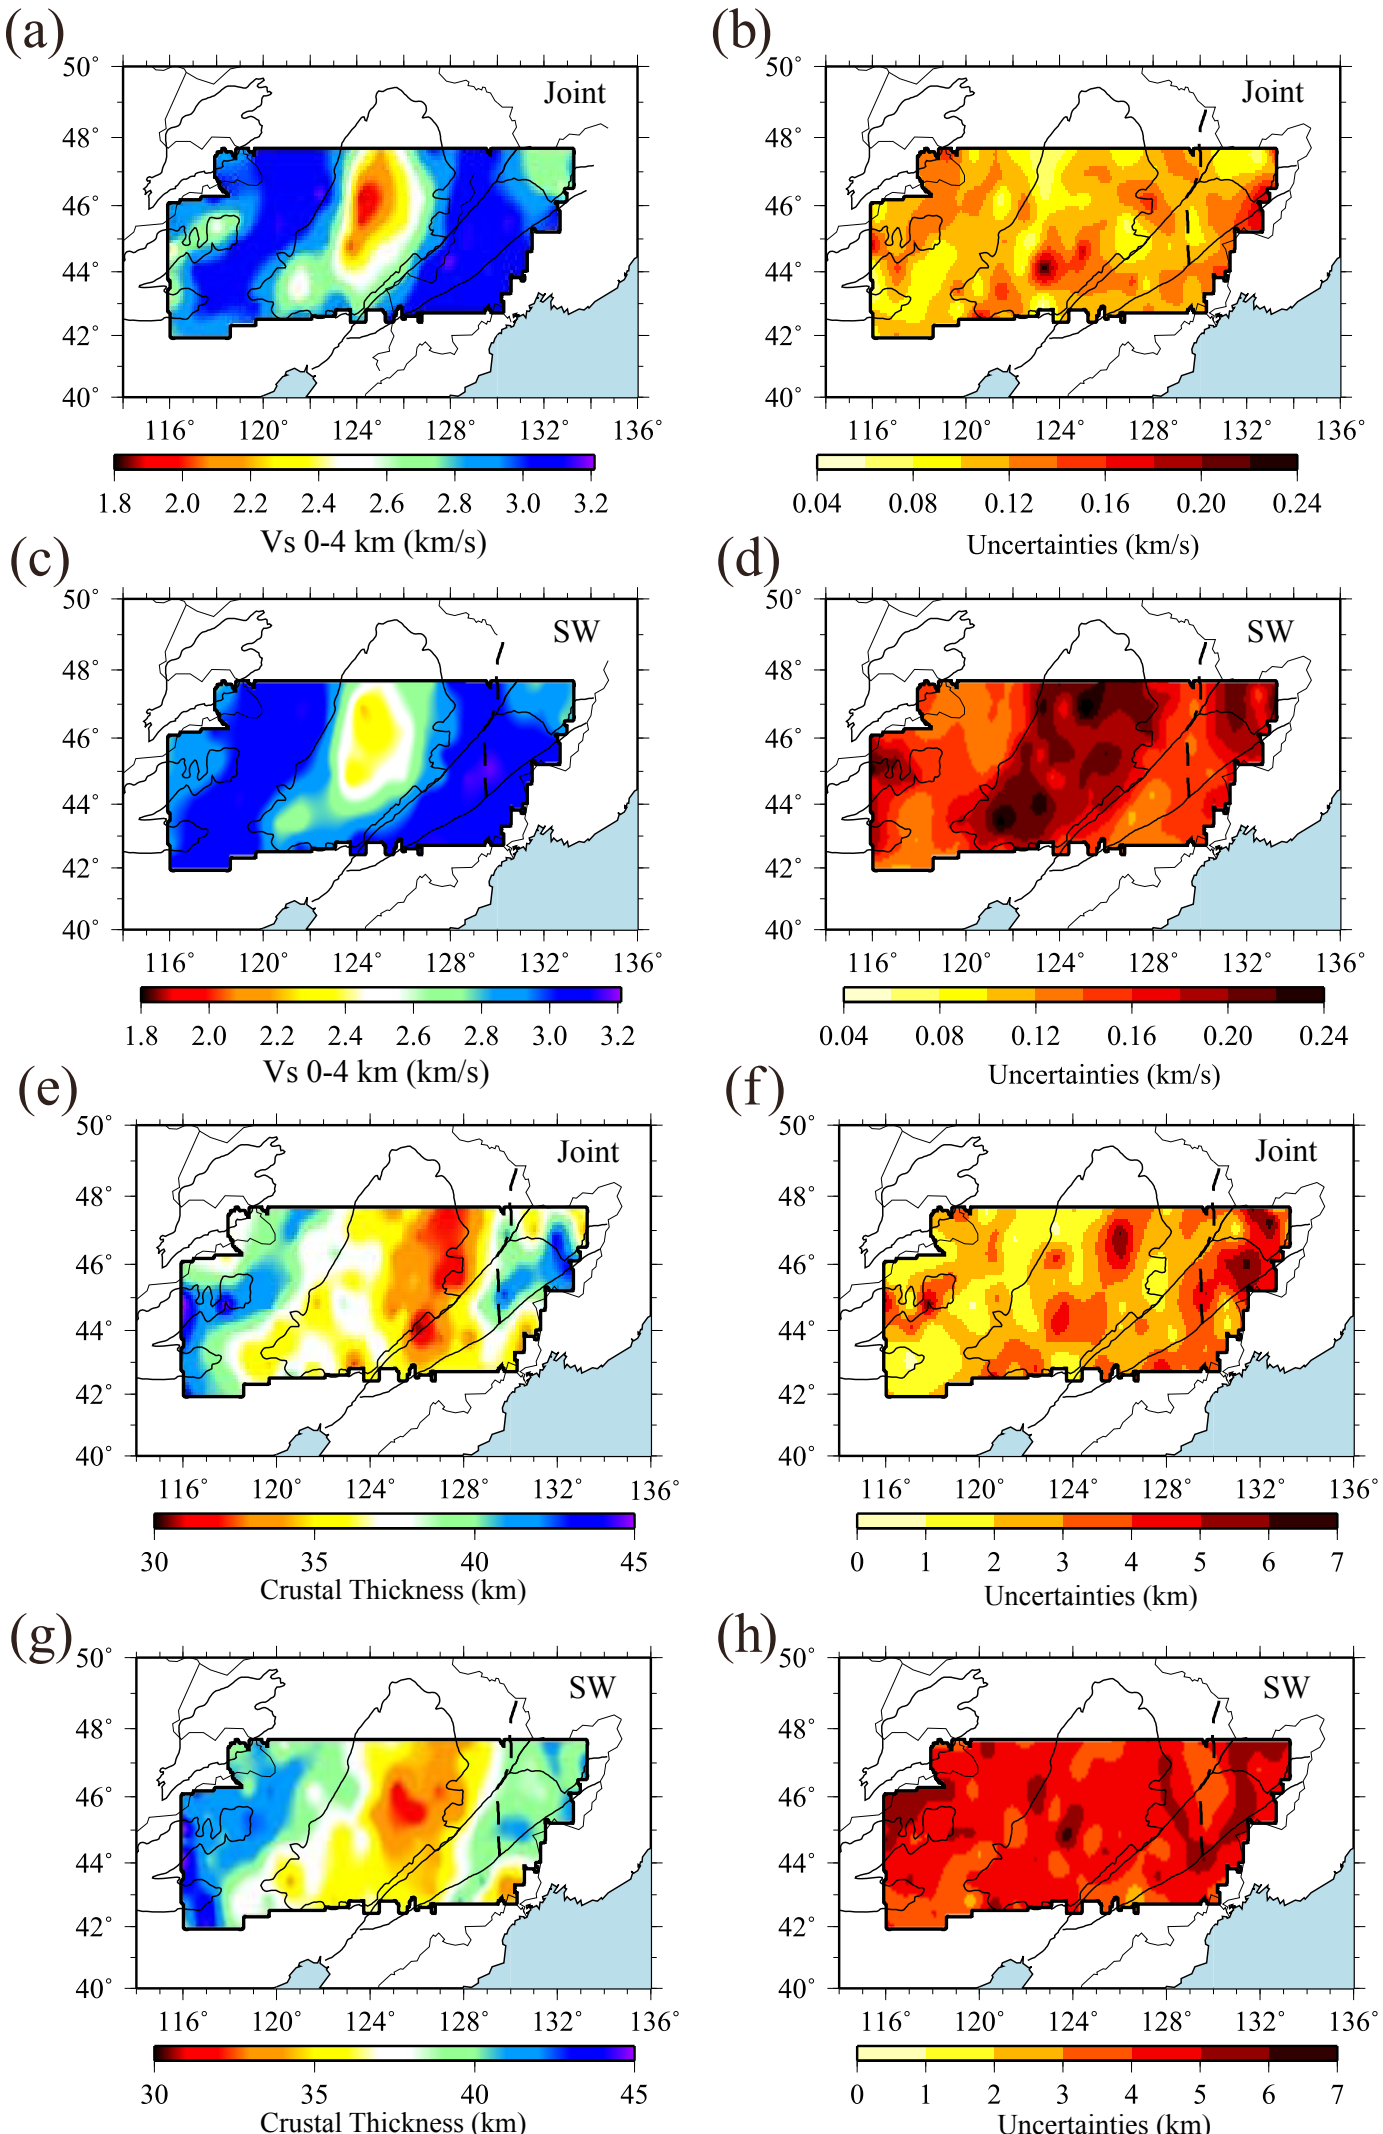 (a)
Joint
50°
48°
46°
44°
42°
40°
116° 120° 124° 128° 132° 136°
1.8 2.0 2.2 2.4 2.6 2.8 3.0 3.2
Vs 0-4 km (km/s)
(b)
Joint
50°
48°
46°
44°
42°
40°
116° 120° 124° 128° 132° 136°
0.04 0.08 0.12 0.16 0.20 0.24
Uncertainties (km/s)
(c)
SW
50°
48°
46°
44°
42°
40°
116° 120° 124° 128° 132° 136°
1.8 2.0 2.2 2.4 2.6 2.8 3.0 3.2
Vs 0-4 km (km/s)
(d)
SW
50°
48°
46°
44°
42°
40°
116° 120° 124° 128° 132° 136°
0.04 0.08 0.12 0.16 0.20 0.24
Uncertainties (km/s)
(e)
Joint
50°
48°
46°
44°
42°
40°
116° 120° 124° 128° 132° 136°
30 35 40 45
Crustal Thickness (km)
(f)
Joint
50°
48°
46°
44°
42°
40°
116° 120° 124° 128° 132° 136°
0 1 2 3 4 5 6 7
Uncertainties (km)
(g)
SW
50°
48°
46°
44°
42°
40°
116° 120° 124° 128° 132° 136°
30 35 40 45
Crustal Thickness (km)
(h)
SW
50°
48°
46°
44°
42°
40°
116° 120° 124° 128° 132° 136°
0 1 2 3 4 5 6 7
Uncertainties (km)